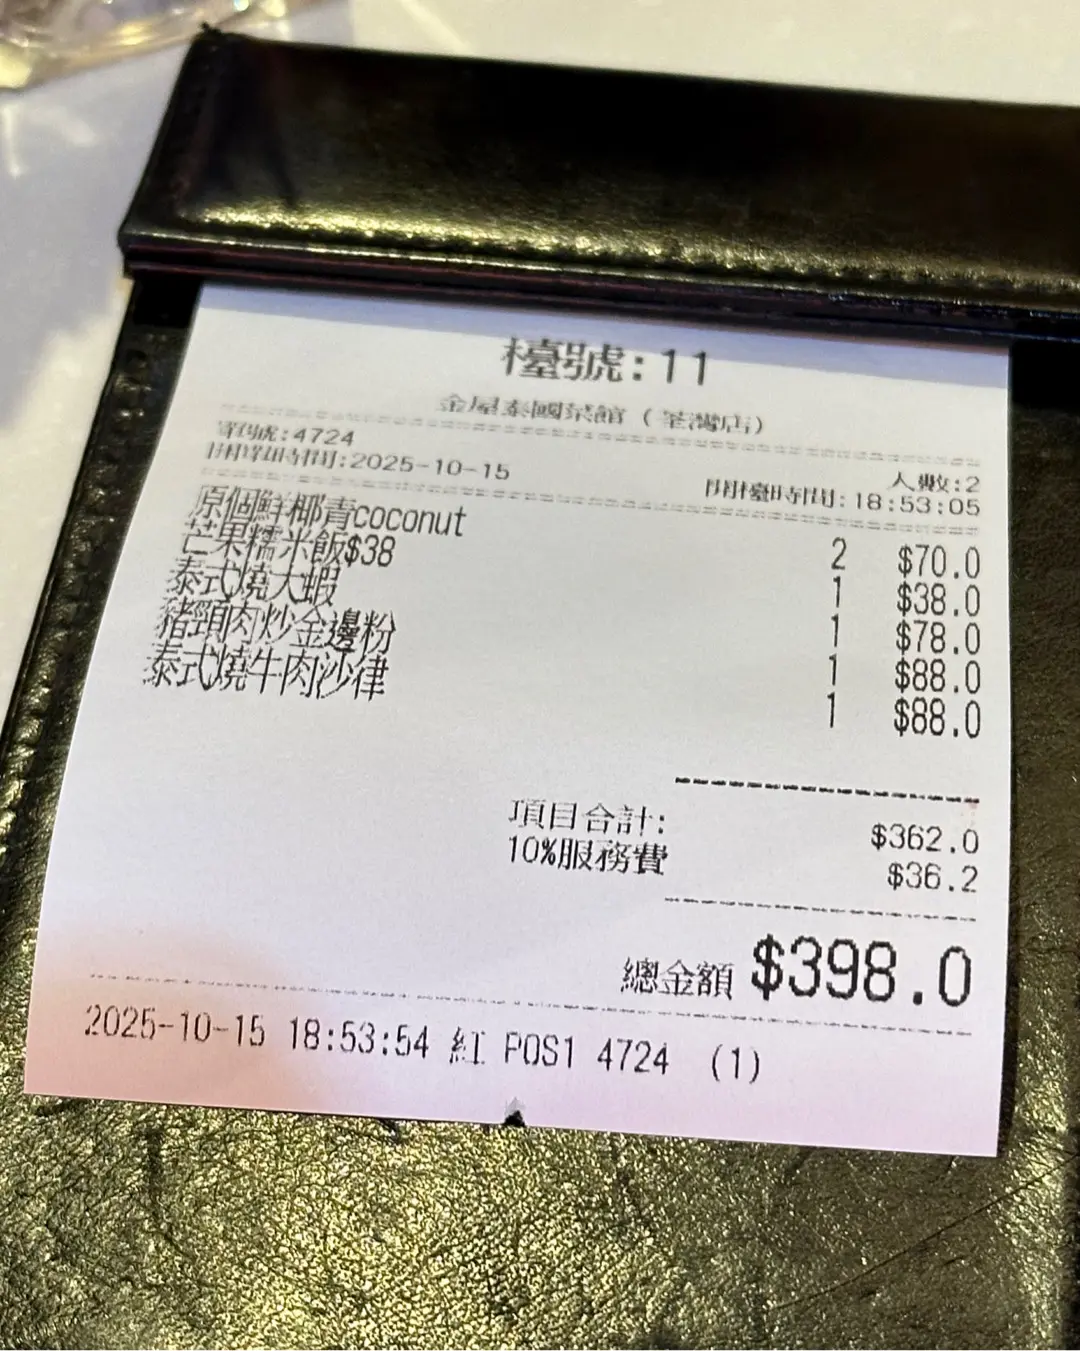 檯號:11
金屋泰國菜館（荃灣店）
單號:4724 人數:2
開單時間:2025-10-15 開檯時間:18:53:05
原個鮮椰青coconut 2 $70.0
芒果糯米飯$38 1 $38.0
泰式燒大蝦 1 $78.0
豬頸肉炒金邊粉 1 $88.0
泰式燒牛肉沙律 1 $88.0
項目合計: $362.0
10%服務費 $36.2
總金額 $398.0
2025-10-15 18:53:54 紅 POS1 4724 (1)